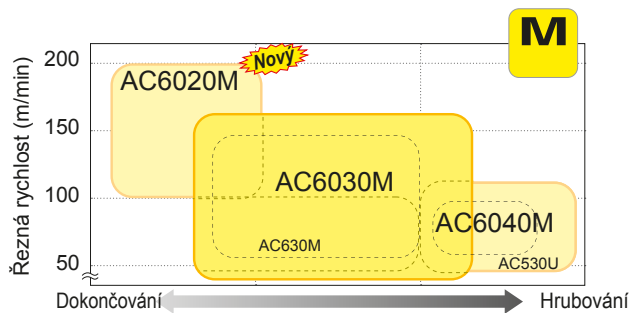 M
Nový
200
150
100
50
Řezná rychlost (m/min)
AC6020M
AC6030M
AC630M
AC6040M
AC530U
Dokončování
Hrubování